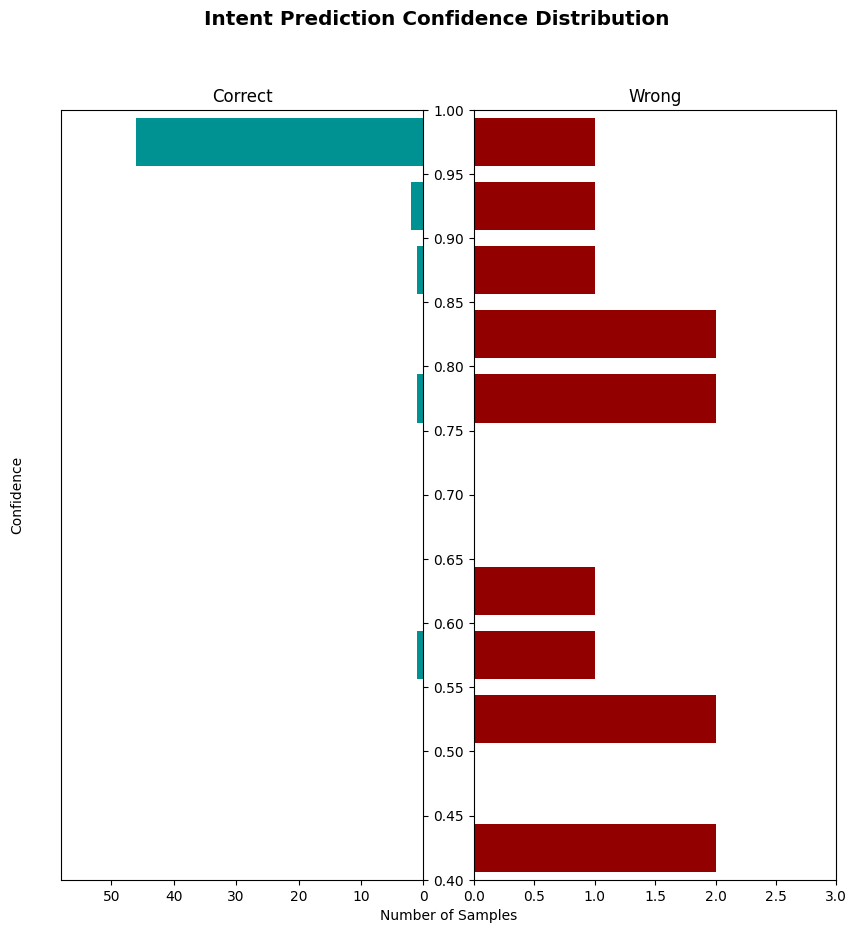 Intent Prediction Confidence Distribution
Correct
Wrong
Confidence
1.00
0.95
0.90
0.85
0.80
0.75
0.70
0.65
0.60
0.55
0.50
0.45
0.40
50 40 30 20 10 0
0.0 0.5 1.0 1.5 2.0 2.5 3.0
Number of Samples